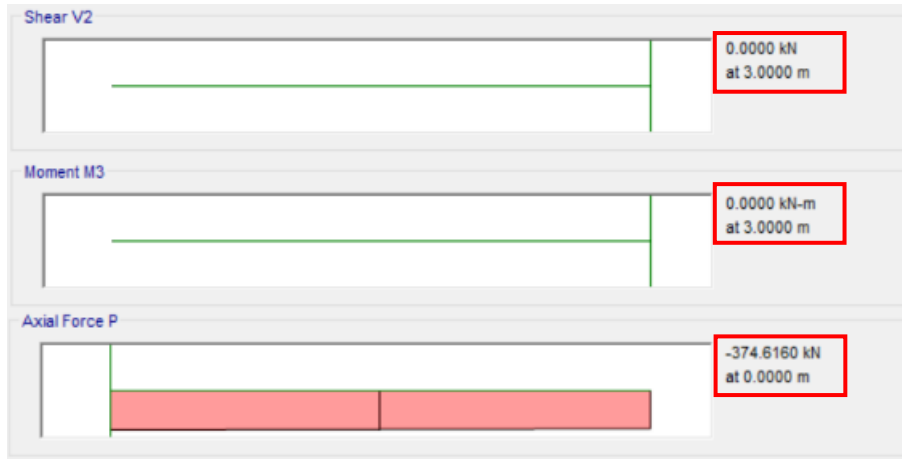 Shear V2
0.0000 kN
at 3.0000 m
Moment M3
0.0000 kN-m
at 3.0000 m
Axial Force P
-374.6160 kN
at 0.0000 m